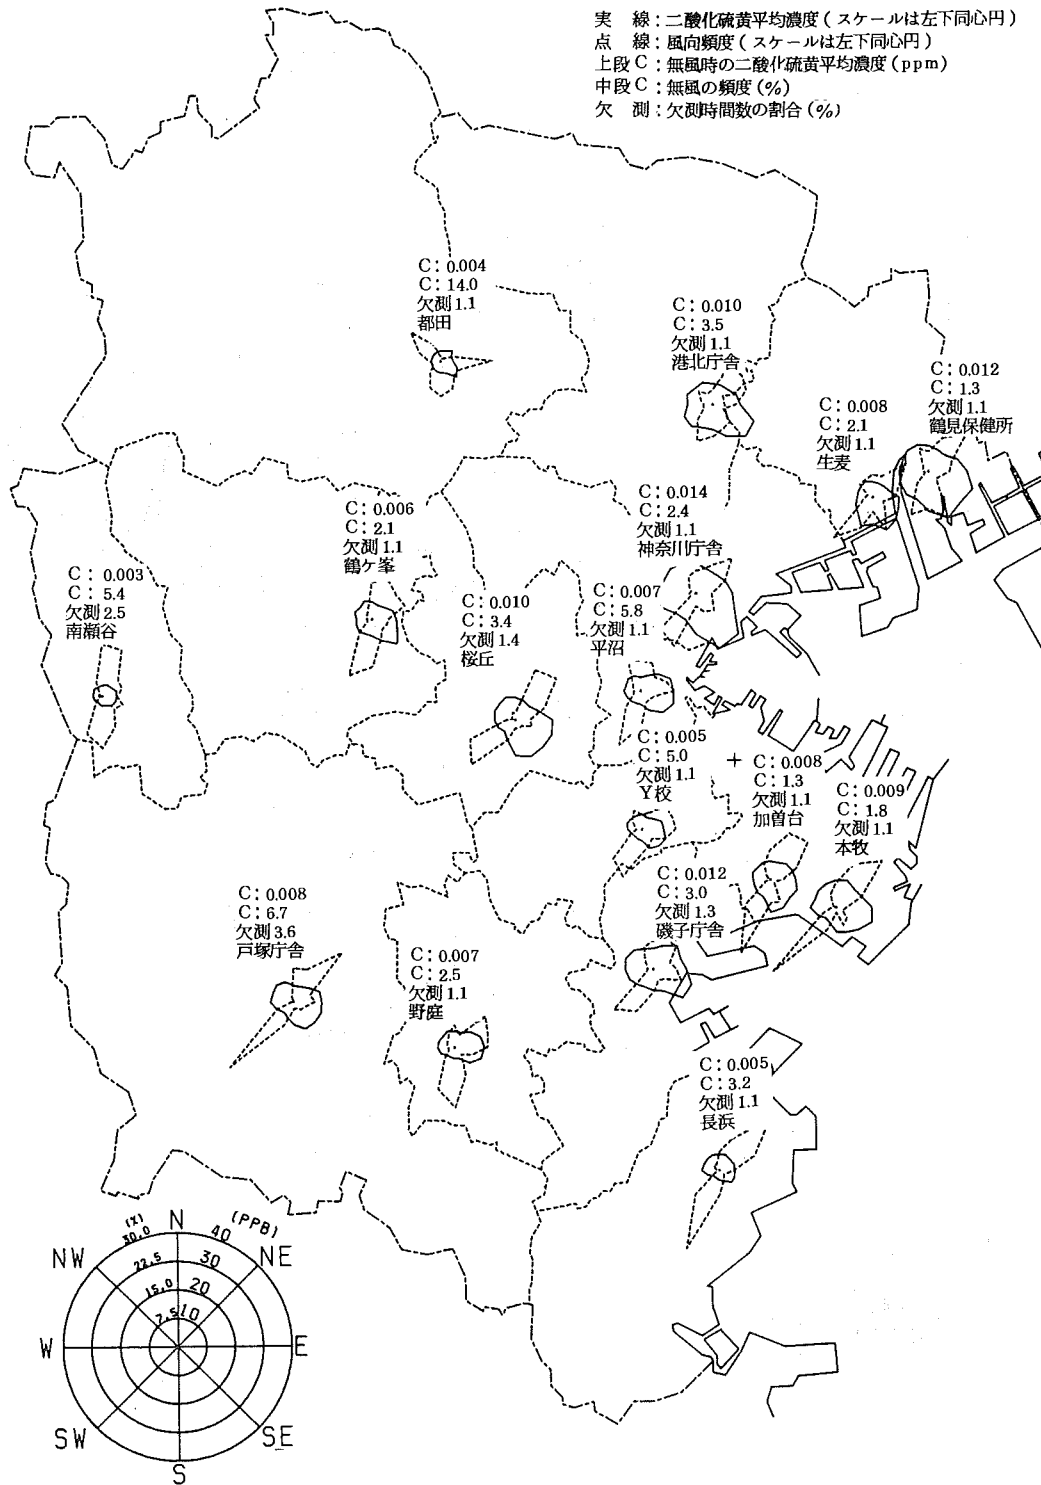 実 線：二酸化硫黄平均濃度（スケールは左下同心円）
点 線：風向頻度（スケールは左下同心円）
上段C：無風時の二酸化硫黄平均濃度(ppm)
中段C：無風の頻度(%)
欠 測：欠測時間数の割合(%)
C：0.004
C：14.0
欠測1.1
都田
C：0.010
C：3.5
欠測1.1
港北庁舎
C：0.012
C：1.3
欠測1.1
鶴見保健所
C：0.008
C：2.1
欠測1.1
生麦
C：0.014
C：2.4
欠測1.1
神奈川庁舎
C：0.006
C：2.1
欠測1.1
鶴ケ峯
C：0.003
C：5.4
欠測2.5
南瀬谷
C：0.010
C：3.4
欠測1.4
桜丘
C：0.007
C：5.8
欠測1.1
平沼
C：0.005
C：5.0
欠測1.1
Y校
C：0.008
C：1.3
欠測1.1
加曽台
C：0.009
C：1.8
欠測1.1
本牧
C：0.012
C：3.0
欠測1.3
磯子庁舎
C：0.008
C：6.7
欠測3.6
戸塚庁舎
C：0.007
C：2.5
欠測1.1
野庭
C：0.005
C：3.2
欠測1.1
長浜
(%) N (PPB)
30.0 40
NW 22.5 30 NE
15.0 20
7.5 10
W E
SW SE
S